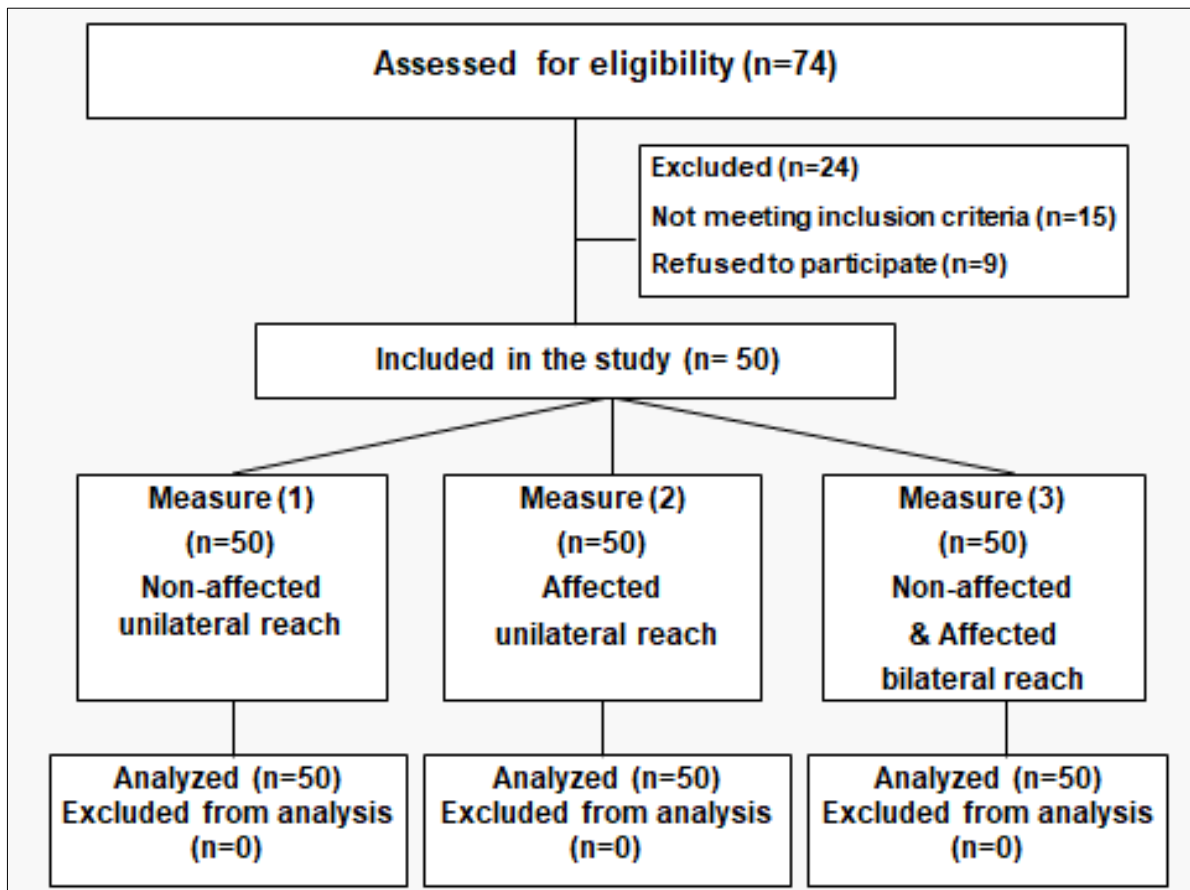 Assessed for eligibility (n=74)
Excluded (n=24)
Not meeting inclusion criteria (n=15)
Refused to participate (n=9)
Included in the study (n= 50)
Measure (1)
(n=50)
Non-affected
unilateral reach
Measure (2)
(n=50)
Affected
unilateral reach
Measure (3)
(n=50)
Non-affected
& Affected
bilateral reach
Analyzed (n=50)
Excluded from analysis
(n=0)
Analyzed (n=50)
Excluded from analysis
(n=0)
Analyzed (n=50)
Excluded from analysis
(n=0)